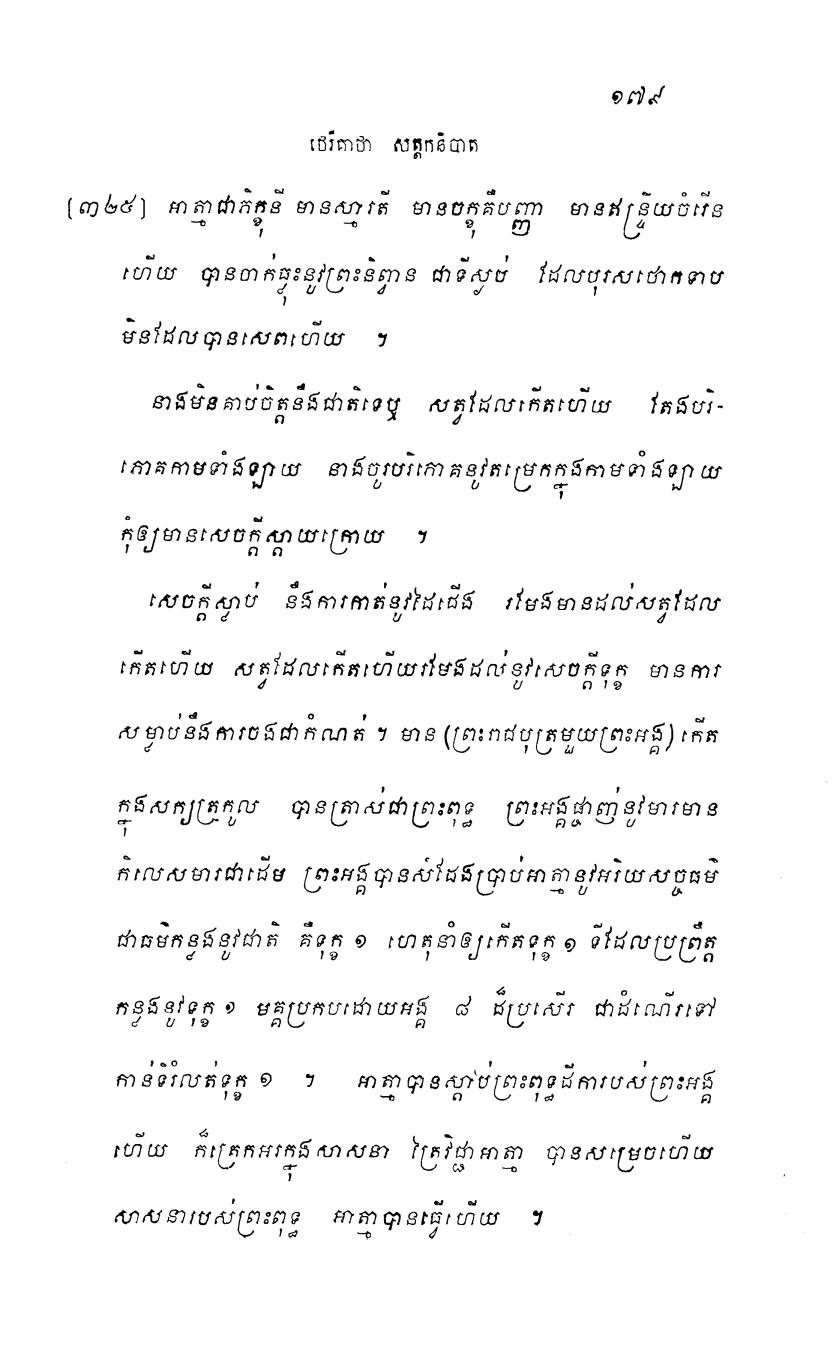 ១៧៩
ថេរីគាថា សត្តកនិបាត
(៣២៥) អាត្មាជាភិក្ខុនី មានស្មារតី មានចក្ខុគឺបញ្ញា មានឥន្ទ្រិយចំរើន
ហើយ បានចាក់ធ្លុះនូវព្រះនិព្វាន ជាទីស្ងប់ ដែលបុរសថោកទាប
មិនដែលបានសេពហើយ ។
នាងមិនគាប់ចិត្តនឹងជាតិទេឬ សត្វដែលកើតហើយ តែងបរិ-
ភោគកាមទាំងឡាយ នាងចូរបរិភោគនូវតម្រេកក្នុងកាមទាំងឡាយ
កុំឲ្យមានសេចក្តីស្តាយក្រោយ ។
សេចក្តីស្លាប់ នឹងការកាត់នូវដៃជើង រមែងមានដល់សត្វដែល
កើតហើយ សត្វដែលកើតហើយរមែងដល់នូវសេចក្តីទុក្ខ មានការ
សម្លាប់នឹងការចងជាកំណត់ ។ មាន (ព្រះរាជបុត្រមួយព្រះអង្គ) កើត
ក្នុងសក្យត្រកូល បានត្រាស់ជាព្រះពុទ្ធ ព្រះអង្គផ្ចាញ់នូវមារមាន
កិលេសមារជាដើម ព្រះអង្គបានសំដែងប្រាប់អាត្មានូវអរិយសច្ចធម៌
ជាធម៌កន្លងនូវជាតិ គឺទុក្ខ ១ ហេតុនាំឲ្យកើតទុក្ខ ១ ទីដែលប្រព្រឹត្ត
កន្លងនូវទុក្ខ ១ មគ្គប្រកបដោយអង្គ ៨ ដ៏ប្រសើរ ជាដំណើរទៅ
កាន់ទីរំលត់ទុក្ខ ១ ។ អាត្មាបានស្តាប់ព្រះពុទ្ធដីការបស់ព្រះអង្គ
ហើយ ក៏ត្រេកអរក្នុងសាសនា ត្រៃវិជ្ជាអាត្មា បានសម្រេចហើយ
សាសនារបស់ព្រះពុទ្ធ អាត្មាបានធ្វើហើយ ។